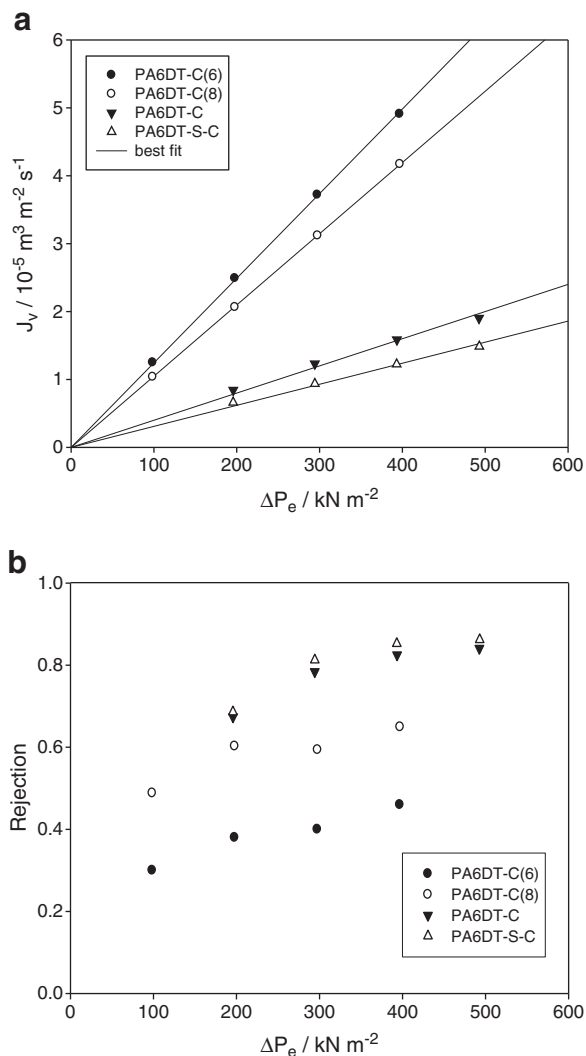 a
6
5
4
3
2
1
0
J_v / 10⁻⁵ m³ m⁻² s⁻¹
PA6DT-C(6)
PA6DT-C(8)
PA6DT-C
PA6DT-S-C
best fit
0 100 200 300 400 500 600
ΔPₑ / kN m⁻²
b
1.0
0.8
0.6
0.4
0.2
0.0
Rejection
PA6DT-C(6)
PA6DT-C(8)
PA6DT-C
PA6DT-S-C
0 100 200 300 400 500 600
ΔPₑ / kN m⁻²